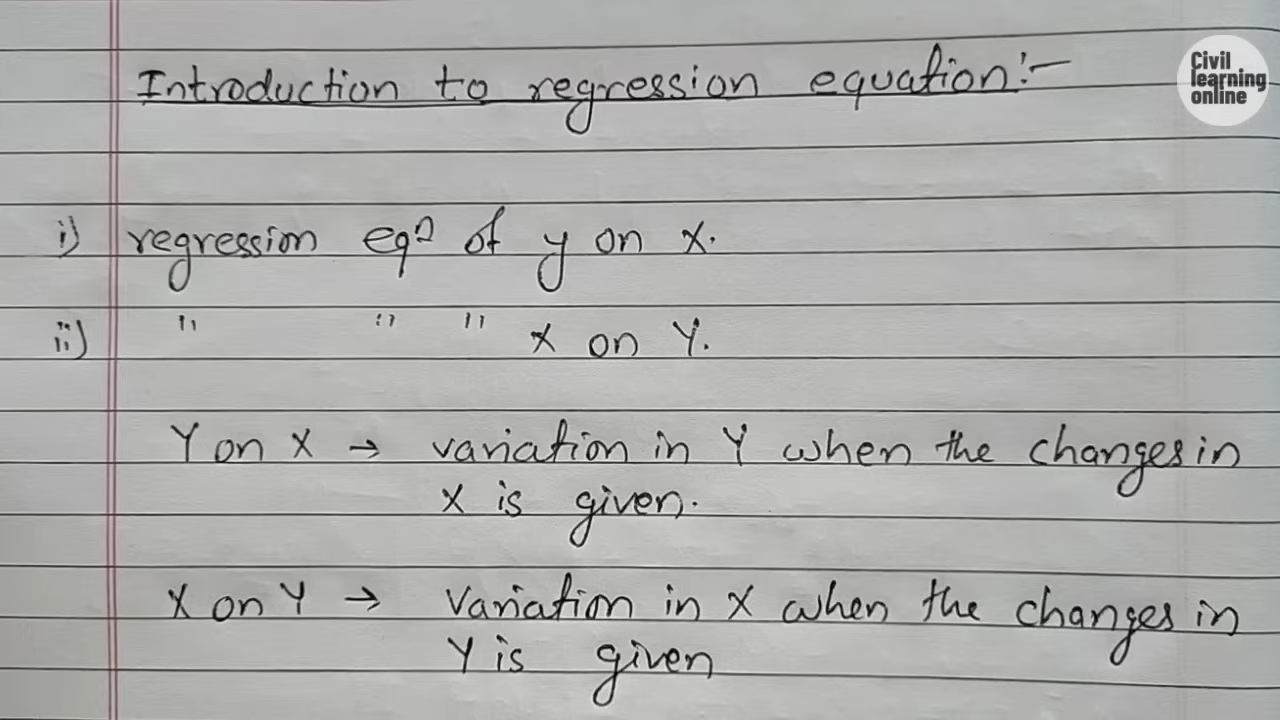 Introduction to regression equation:-
Civil
learning
online
i) regression eqⁿ of y on x.
ii) " " " x on Y.
Y on X → variation in Y when the changes in
X is given.
X on Y → variation in X when the changes in
Y is given